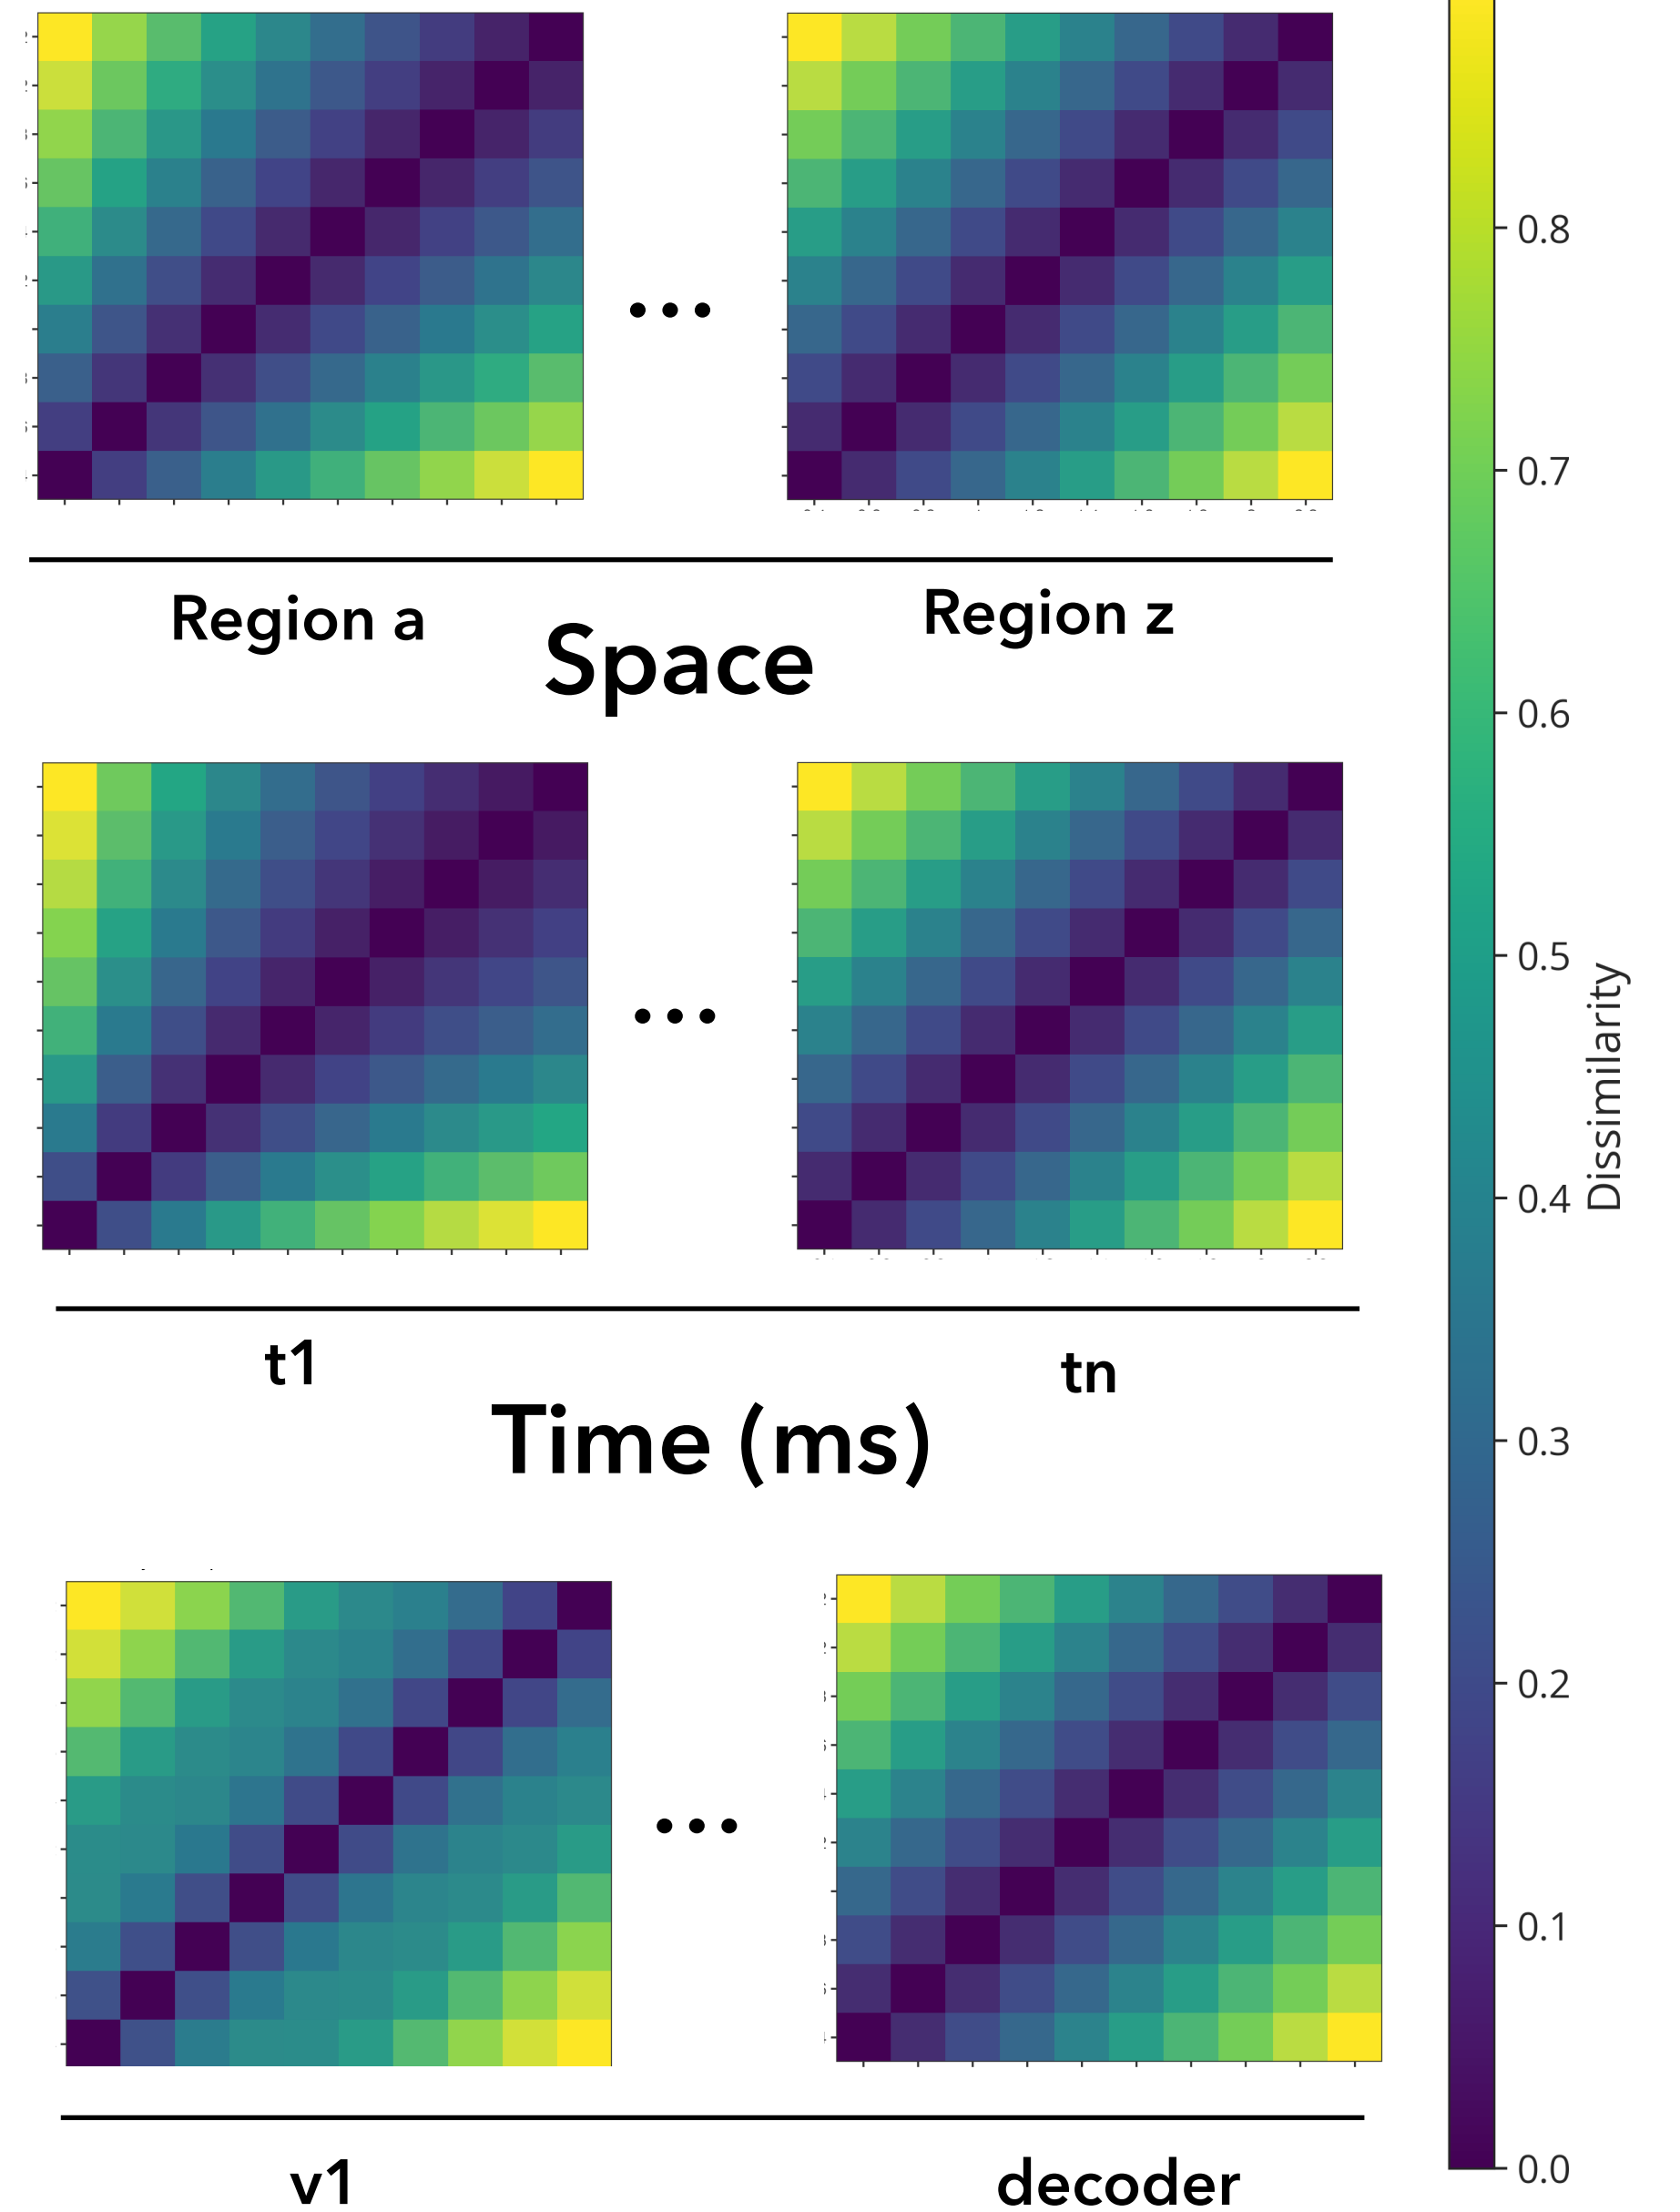 Region a
Region z
Space
t1
tn
Time (ms)
v1
decoder
0.8
0.7
0.6
0.5
0.4
0.3
0.2
0.1
0.0
Dissimilarity